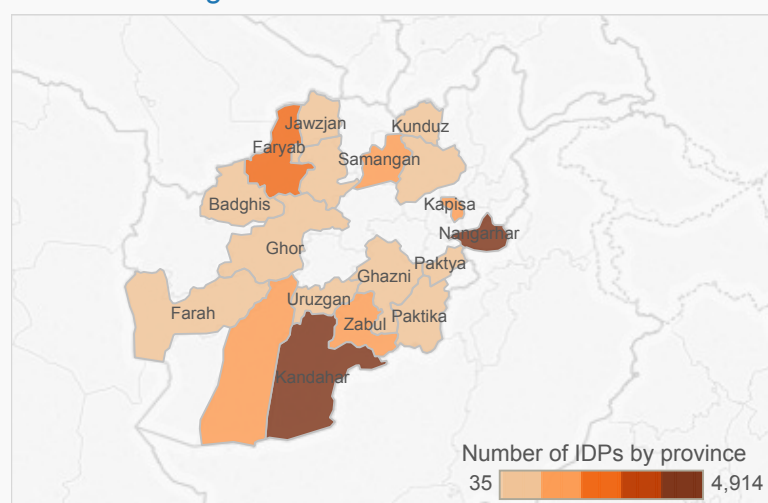 Jawzjan
Kunduz
Faryab
Samangan
Badghis
Kapisa
Nangarhar
Ghor
Paktya
Ghazni
Uruzgan
Farah
Zabul
Paktika
Kandahar
Number of IDPs by province
35 4,914